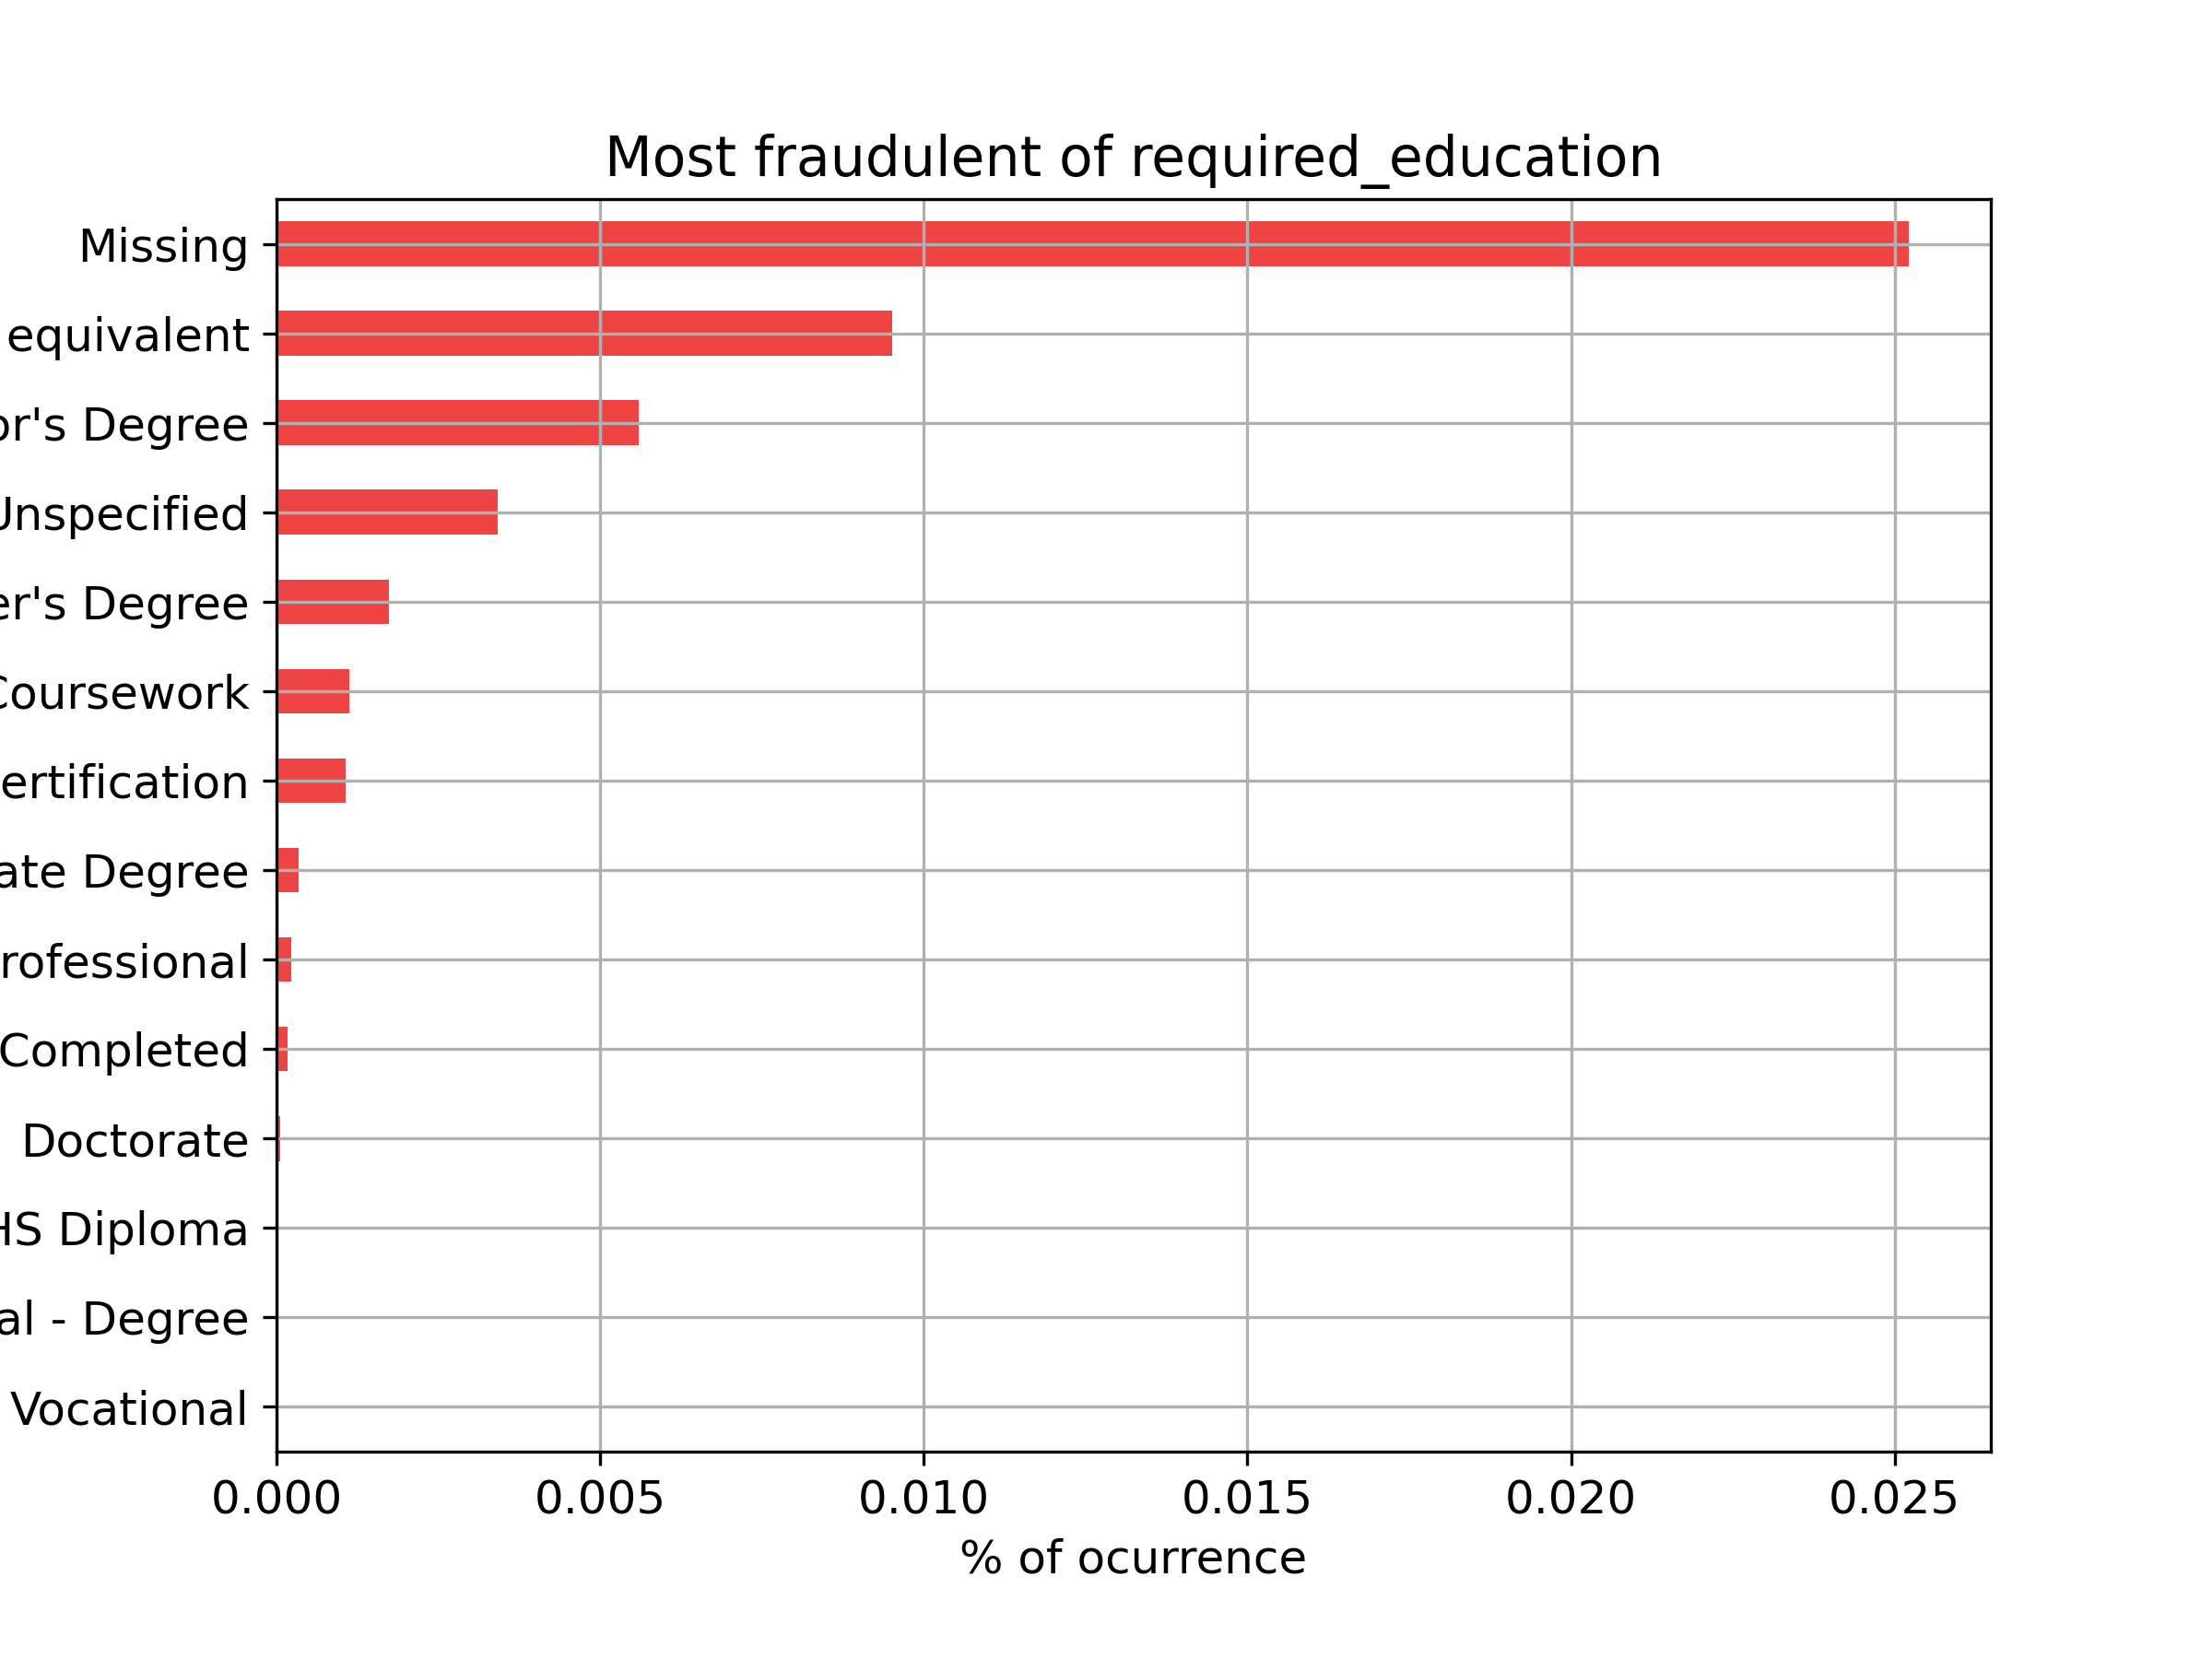 Most fraudulent of required_education
Missing
equivalent
or's Degree
Unspecified
er's Degree
Coursework
ertification
ate Degree
rofessional
Completed
Doctorate
HS Diploma
al - Degree
Vocational
0.000 0.005 0.010 0.015 0.020 0.025
% of ocurrence